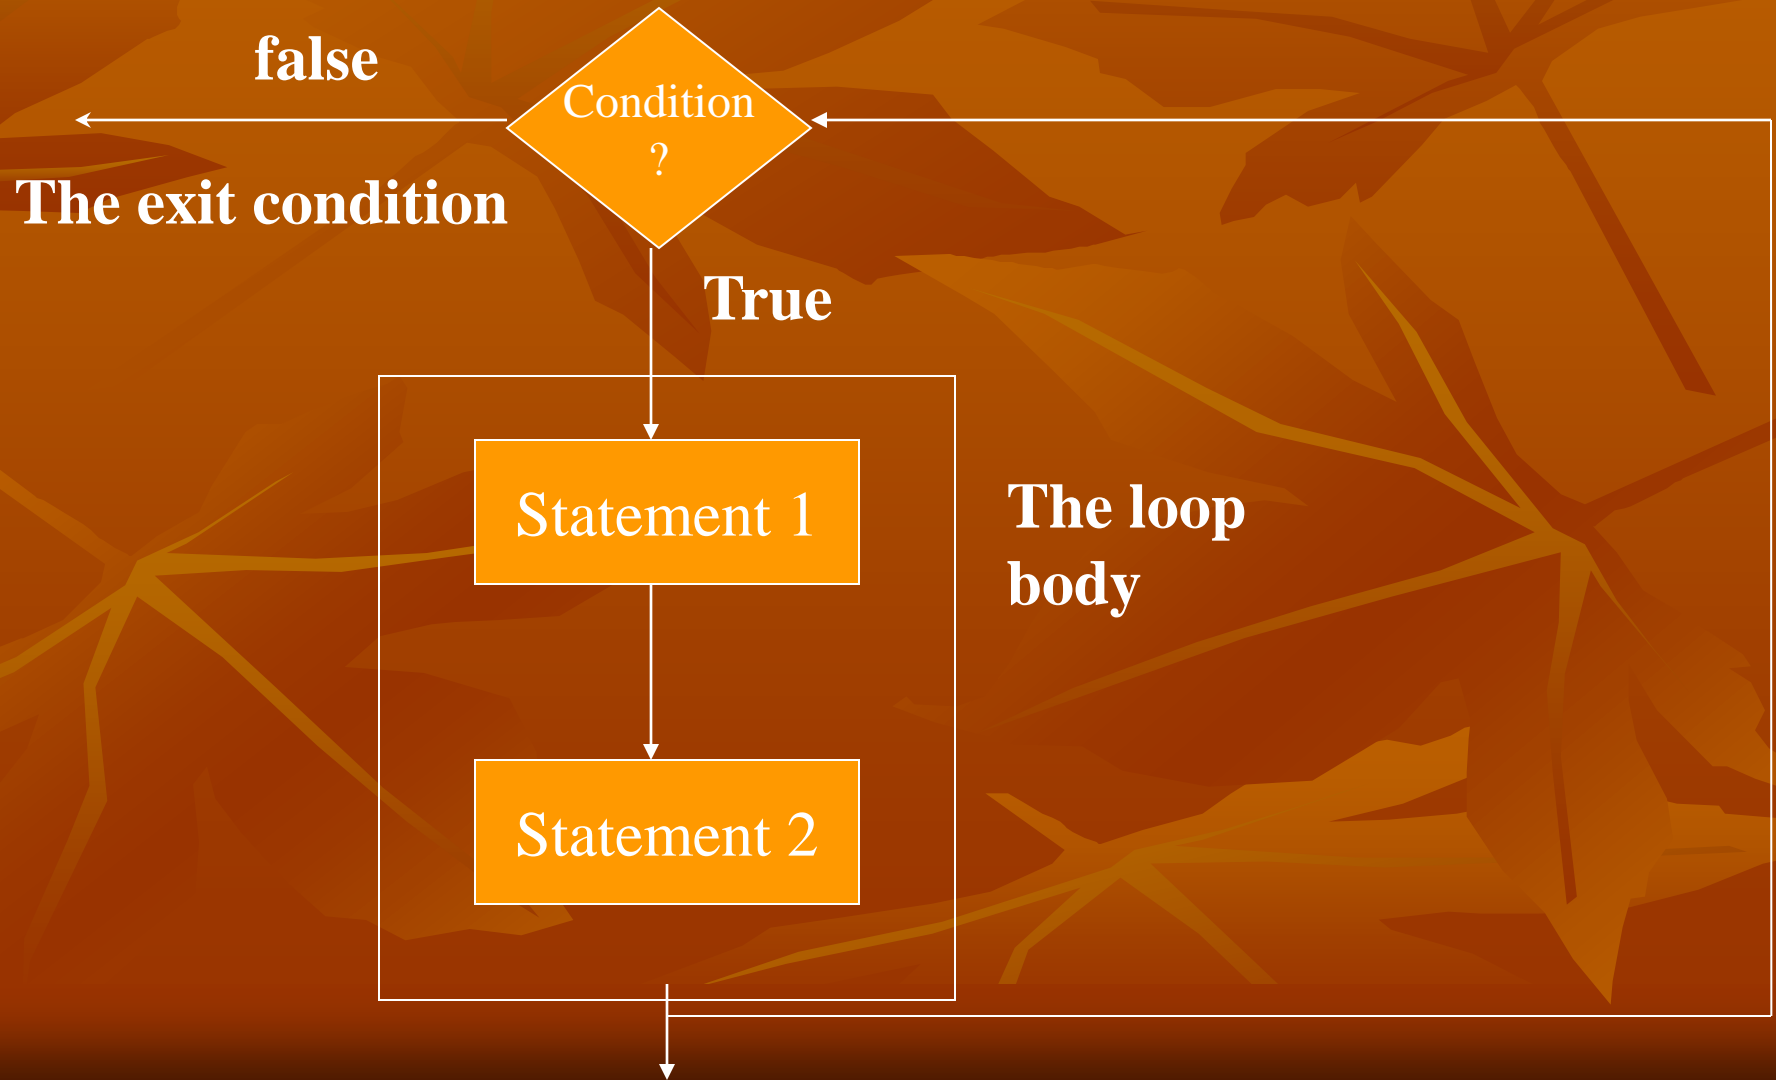 false
Condition
?
The exit condition
True
Statement 1
The loop
body
Statement 2